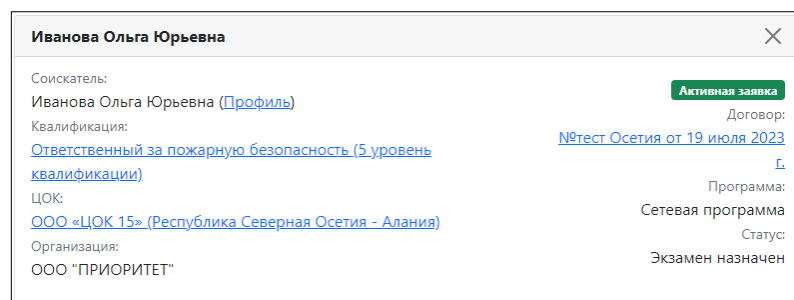 Иванова Ольга Юрьевна
Соискатель:
Иванова Ольга Юрьевна (Профиль)
Квалификация:
Ответственный за пожарную безопасность (5 уровень
квалификации)
ЦОК:
ООО «ЦОК 15» (Республика Северная Осетия - Алания)
Организация:
ООО "ПРИОРИТЕТ"
Активная заявка
Договор:
№тест Осетия от 19 июля 2023
г.
Программа:
Сетевая программа
Статус:
Экзамен назначен